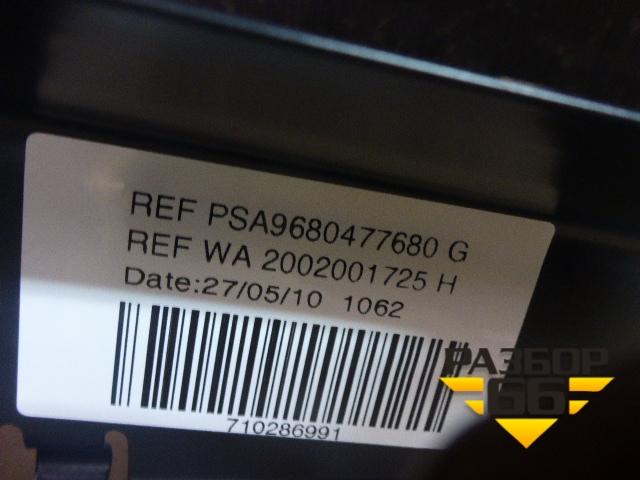 REF PSA9680477680 G
REF WA 2002001725 H
Date:27/05/10 1062
710286991
РАЗБОР
66